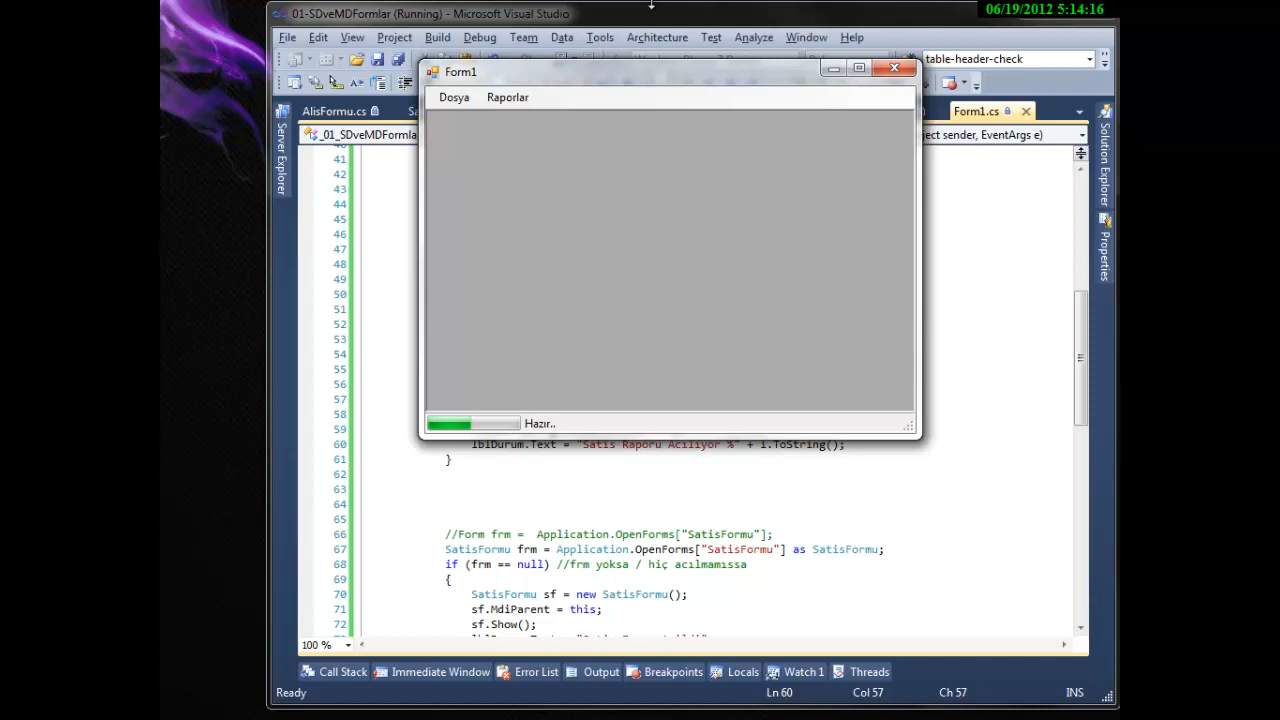 06/19/2012 5:14:16
01-SDveMDFormlar (Running) - Microsoft Visual Studio
File Edit View Project Build Debug Team Data Tools Architecture Test Analyze Window Help
table-header-check
Form1
Dosya Raporlar
AlisFormu.cs
Form1.cs
_01_SDveMDFormla
ject sender, EventArgs e)
Server Explorer
Solution Explorer
Properties
41
42
43
44
45
46
47
48
49
50
51
52
53
54
55
56
57
58
59
Hazır..
60 lblDurum.Text = "Satis Raporu Aciliyor %" + i.ToString();
61 }
62
63
64
65
66 //Form frm = Application.OpenForms["SatisFormu"];
67 SatisFormu frm = Application.OpenForms["SatisFormu"] as SatisFormu;
68 if (frm == null) //frm yoksa / hiç acılmamıssa
69 {
70 SatisFormu sf = new SatisFormu();
71 sf.MdiParent = this;
72 sf.Show();
100 %
Call Stack Immediate Window Error List Output Breakpoints Locals Watch 1 Threads
Ready Ln 60 Col 57 Ch 57 INS